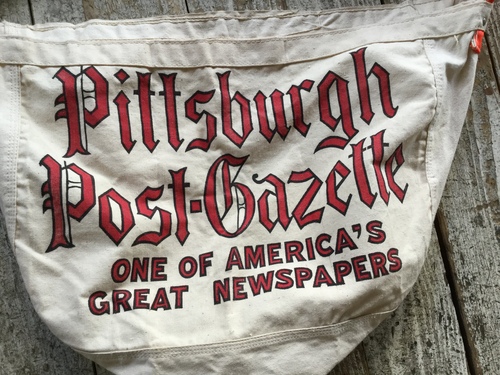 Pittsburgh
Post-Gazette
ONE OF AMERICA'S
GREAT NEWSPAPERS